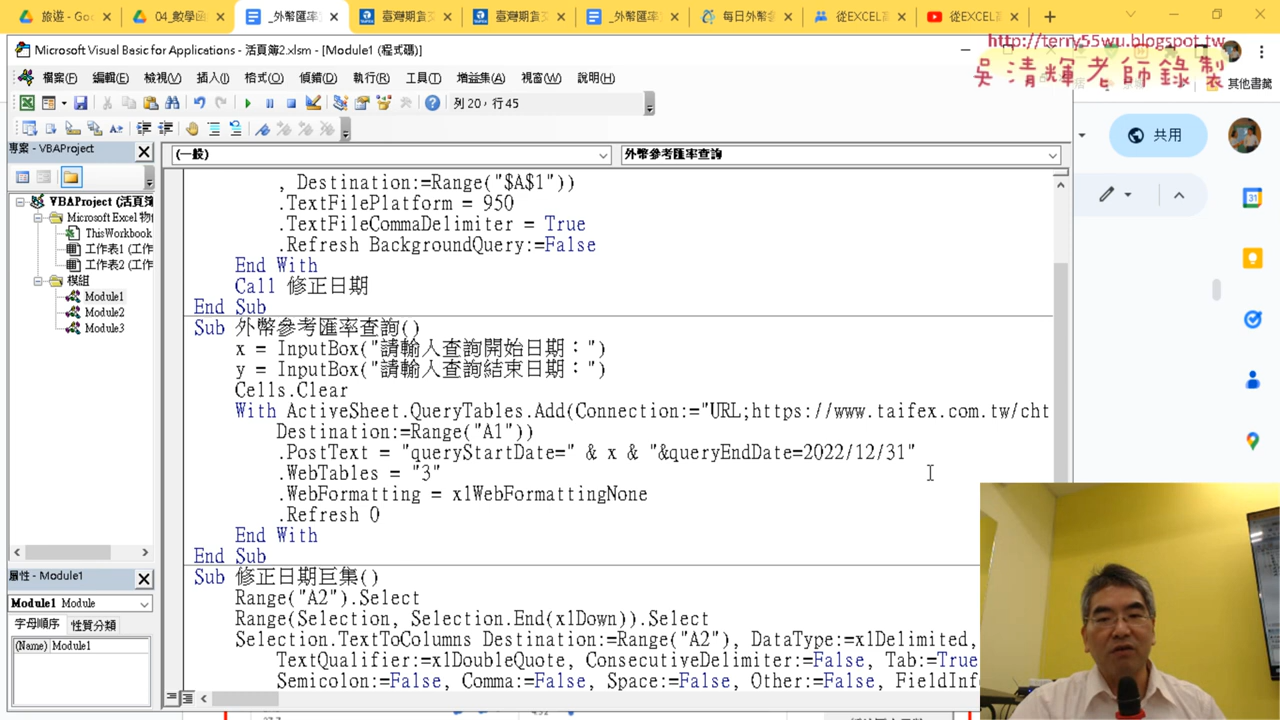 旅遊 - Goo
04_數學函
_外幣匯率
臺灣期貨交
臺灣期貨交
_外幣匯率
每日外幣參
從EXCEL
從EXCEL
http://terry55wu.blogspot.tw
吳清輝老師錄製
Microsoft Visual Basic for Applications - 活頁簿2.xlsm - [Module1 (程式碼)]
檔案(F) 編輯(E) 檢視(V) 插入(I) 格式(O) 偵錯(D) 執行(R) 工具(T) 增益集(A) 視窗(W) 說明(H)
列 20，行 45
其他書籤
共用
專案 - VBAProject
(一般)
外幣參考匯率查詢
VBAProject (活頁簿
Microsoft Excel 物
ThisWorkbook
工作表1 (工作
工作表2 (工作
模組
Module1
Module2
Module3
屬性 - Module1
Module1 Module
字母順序 性質分類
(Name) Module1
, Destination:=Range("$A$1"))
.TextFilePlatform = 950
.TextFileCommaDelimiter = True
.Refresh BackgroundQuery:=False
End With
Call 修正日期
End Sub
Sub 外幣參考匯率查詢()
x = InputBox("請輸入查詢開始日期：")
y = InputBox("請輸入查詢結束日期：")
Cells.Clear
With ActiveSheet.QueryTables.Add(Connection:="URL;https://www.taifex.com.tw/cht
Destination:=Range("A1"))
.PostText = "queryStartDate=" & x & "&queryEndDate=2022/12/31"
.WebTables = "3"
.WebFormatting = xlWebFormattingNone
.Refresh 0
End With
End Sub
Sub 修正日期巨集()
Range("A2").Select
Range(Selection, Selection.End(xlDown)).Select
Selection.TextToColumns Destination:=Range("A2"), DataType:=xlDelimited,
TextQualifier:=xlDoubleQuote, ConsecutiveDelimiter:=False, Tab:=True
Semicolon:=False, Comma:=False, Space:=False, Other:=False, FieldInf